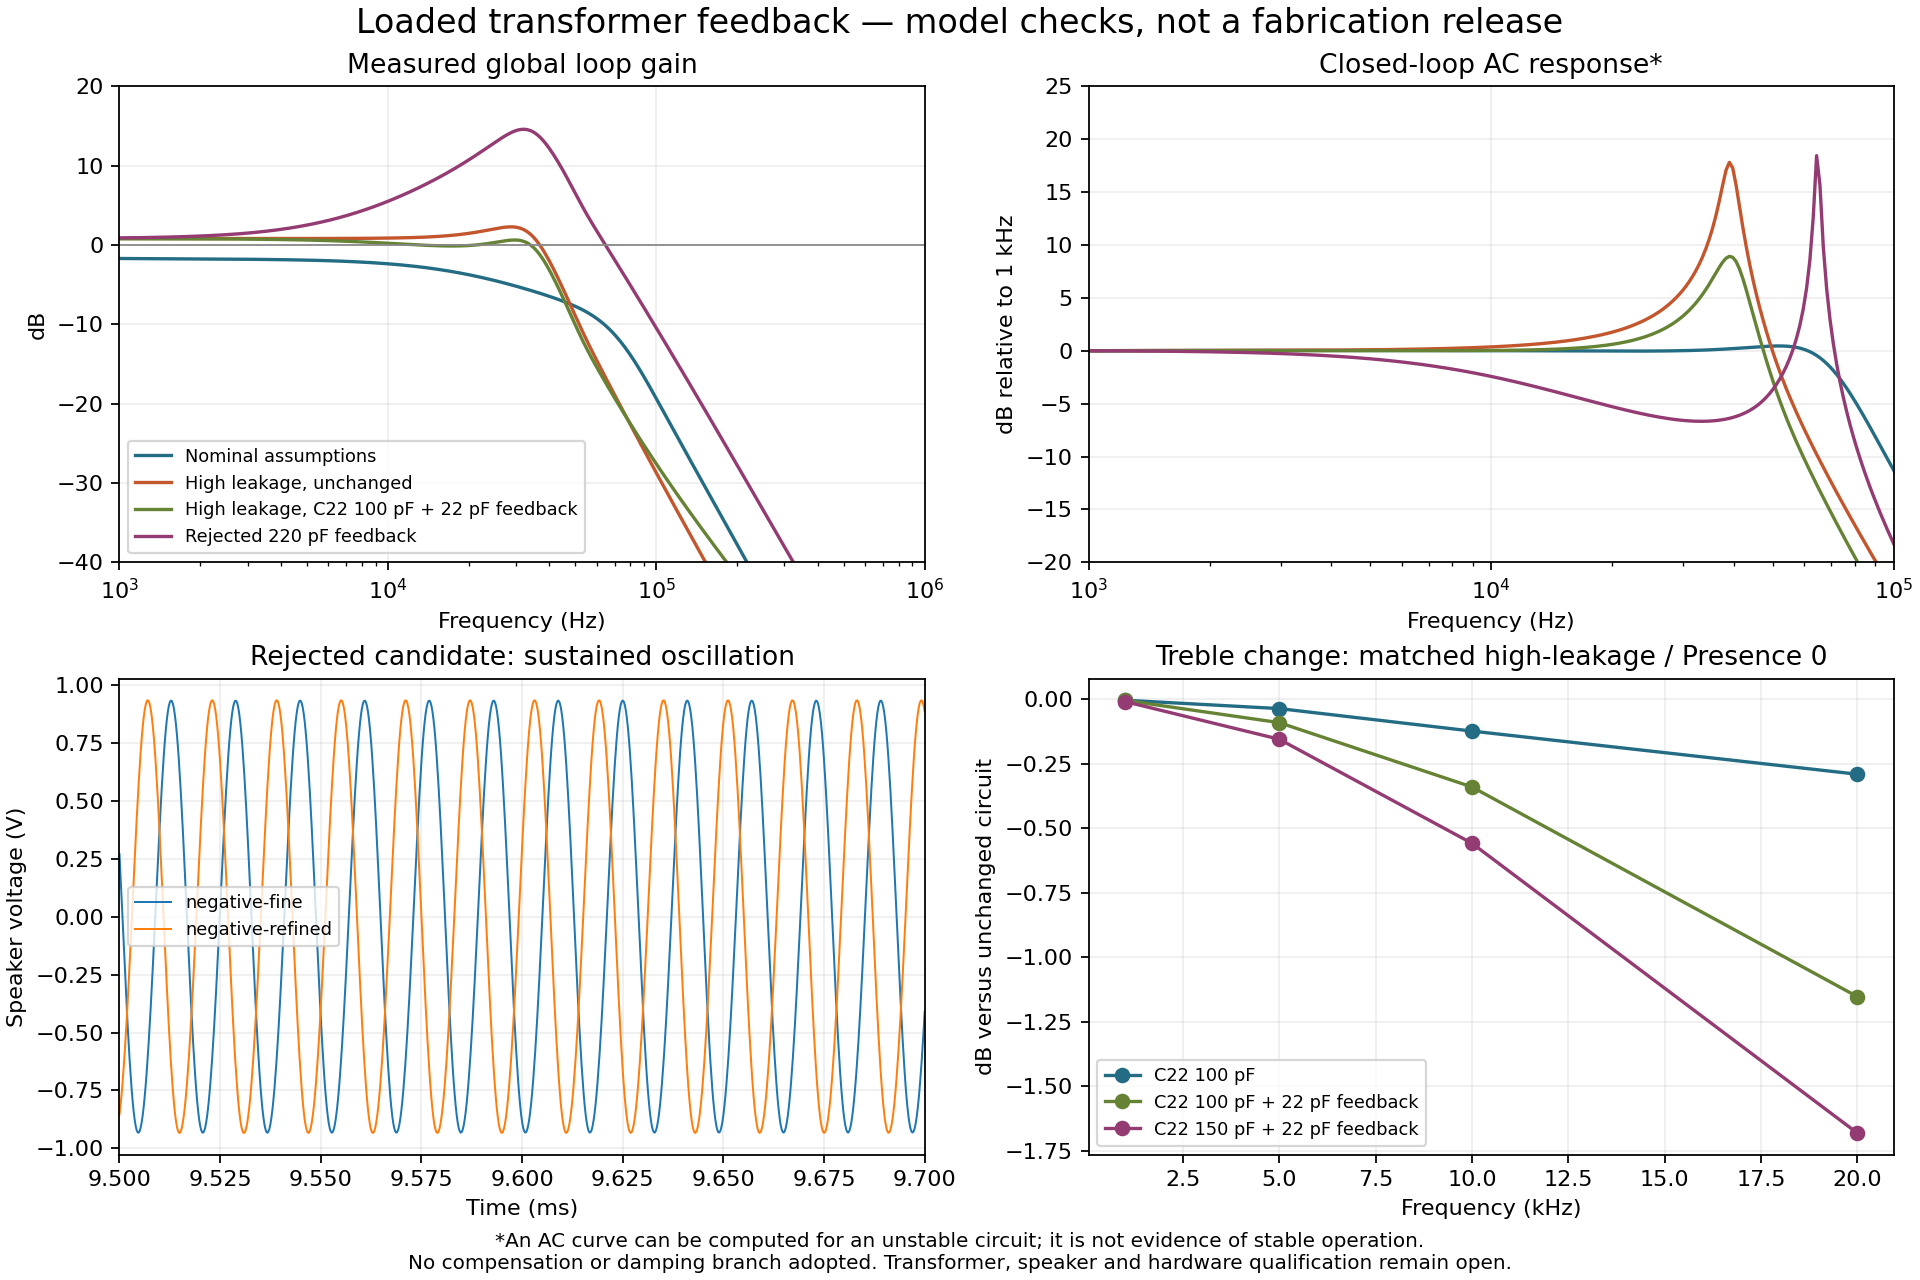 Loaded transformer feedback — model checks, not a fabrication release
Measured global loop gain
20
10
0
−10
−20
−30
−40
dB
Nominal assumptions
High leakage, unchanged
High leakage, C22 100 pF + 22 pF feedback
Rejected 220 pF feedback
10³
10⁴
10⁵
10⁶
Frequency (Hz)
Closed-loop AC response*
25
20
15
10
5
0
−5
−10
−15
−20
dB relative to 1 kHz
10³
10⁴
10⁵
Frequency (Hz)
Rejected candidate: sustained oscillation
1.00
0.75
0.50
0.25
0.00
−0.25
−0.50
−0.75
−1.00
Speaker voltage (V)
negative-fine
negative-refined
9.500 9.525 9.550 9.575 9.600 9.625 9.650 9.675 9.700
Time (ms)
Treble change: matched high-leakage / Presence 0
0.00
−0.25
−0.50
−0.75
−1.00
−1.25
−1.50
−1.75
dB versus unchanged circuit
C22 100 pF
C22 100 pF + 22 pF feedback
C22 150 pF + 22 pF feedback
2.5 5.0 7.5 10.0 12.5 15.0 17.5 20.0
Frequency (kHz)
*An AC curve can be computed for an unstable circuit; it is not evidence of stable operation.
No compensation or damping branch adopted. Transformer, speaker and hardware qualification remain open.